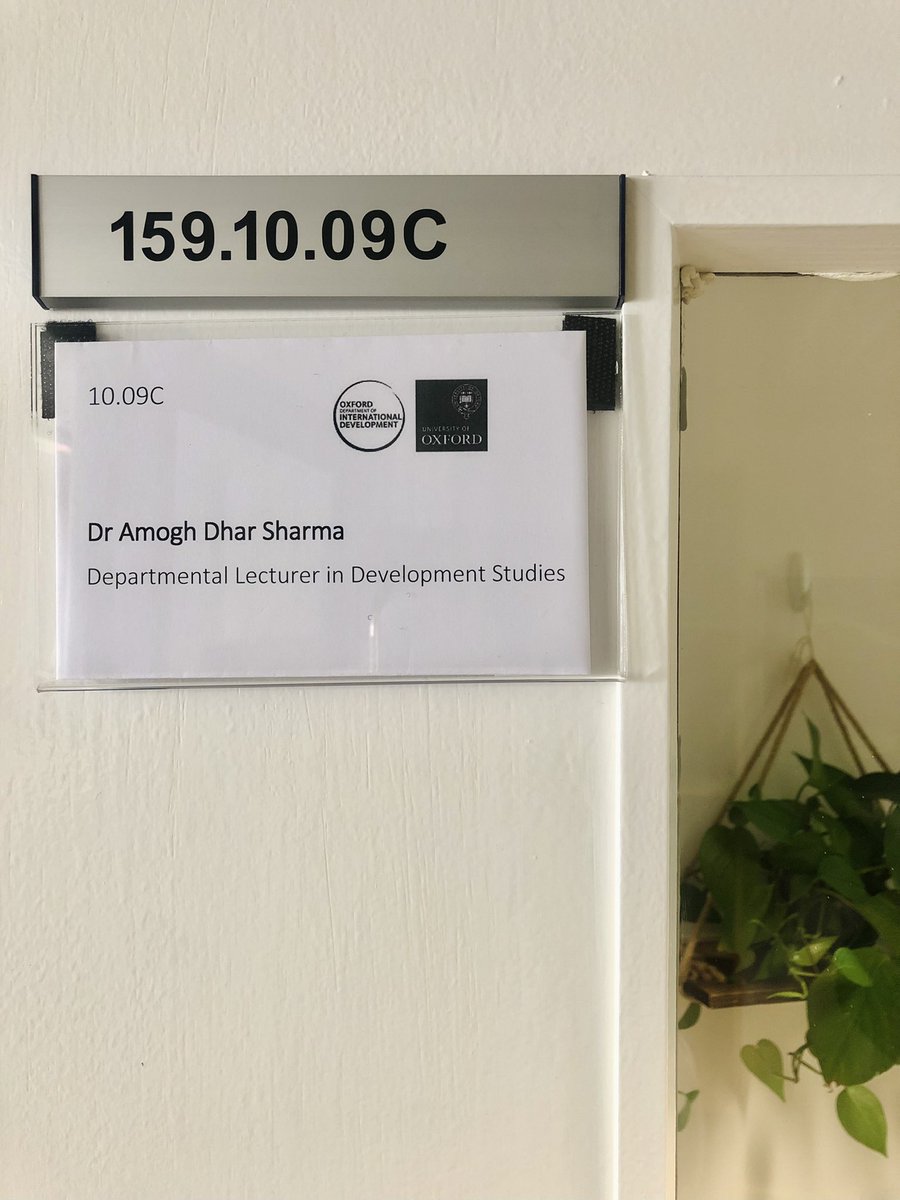 159.10.09C
10.09C
OXFORD
DEPARTMENT OF
INTERNATIONAL
DEVELOPMENT
UNIVERSITY OF
OXFORD
Dr Amogh Dhar Sharma
Departmental Lecturer in Development Studies